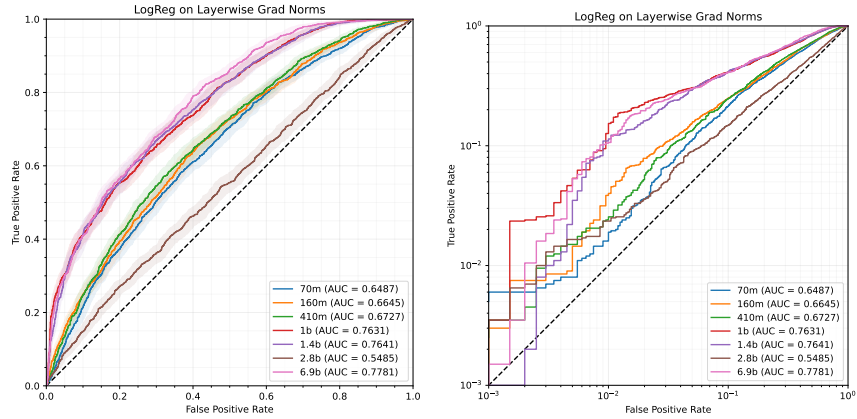 LogReg on Layerwise Grad Norms
1.0
0.8
0.6
0.4
0.2
0.0
True Positive Rate
0.0 0.2 0.4 0.6 0.8 1.0
False Positive Rate
70m (AUC = 0.6487)
160m (AUC = 0.6645)
410m (AUC = 0.6727)
1b (AUC = 0.7631)
1.4b (AUC = 0.7641)
2.8b (AUC = 0.5485)
6.9b (AUC = 0.7781)
LogReg on Layerwise Grad Norms
10⁰
10⁻¹
10⁻²
10⁻³
True Positive Rate
10⁻³ 10⁻² 10⁻¹ 10⁰
False Positive Rate
70m (AUC = 0.6487)
160m (AUC = 0.6645)
410m (AUC = 0.6727)
1b (AUC = 0.7631)
1.4b (AUC = 0.7641)
2.8b (AUC = 0.5485)
6.9b (AUC = 0.7781)